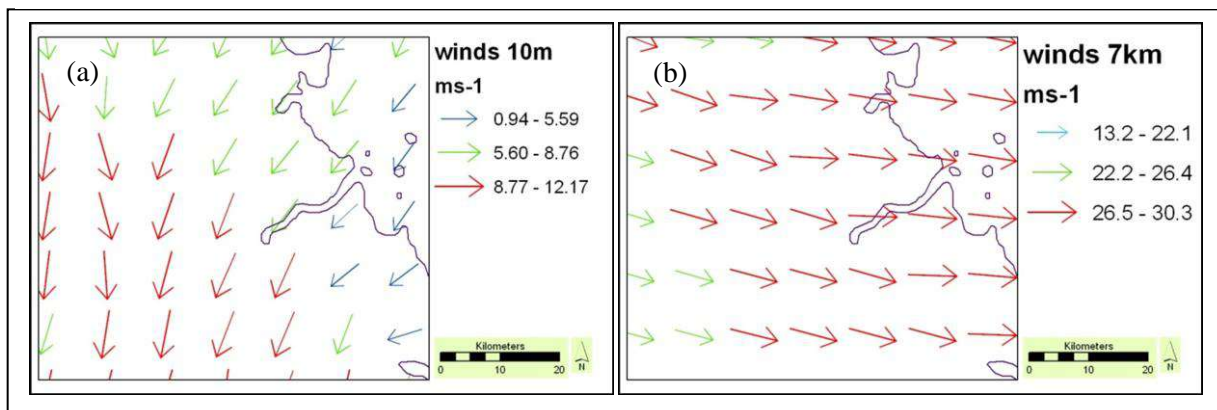 (a)
winds 10m
ms-1
0.94 - 5.59
5.60 - 8.76
8.77 - 12.17
Kilometers
0 10 20
N
(b)
winds 7km
ms-1
13.2 - 22.1
22.2 - 26.4
26.5 - 30.3
Kilometers
0 10 20
N